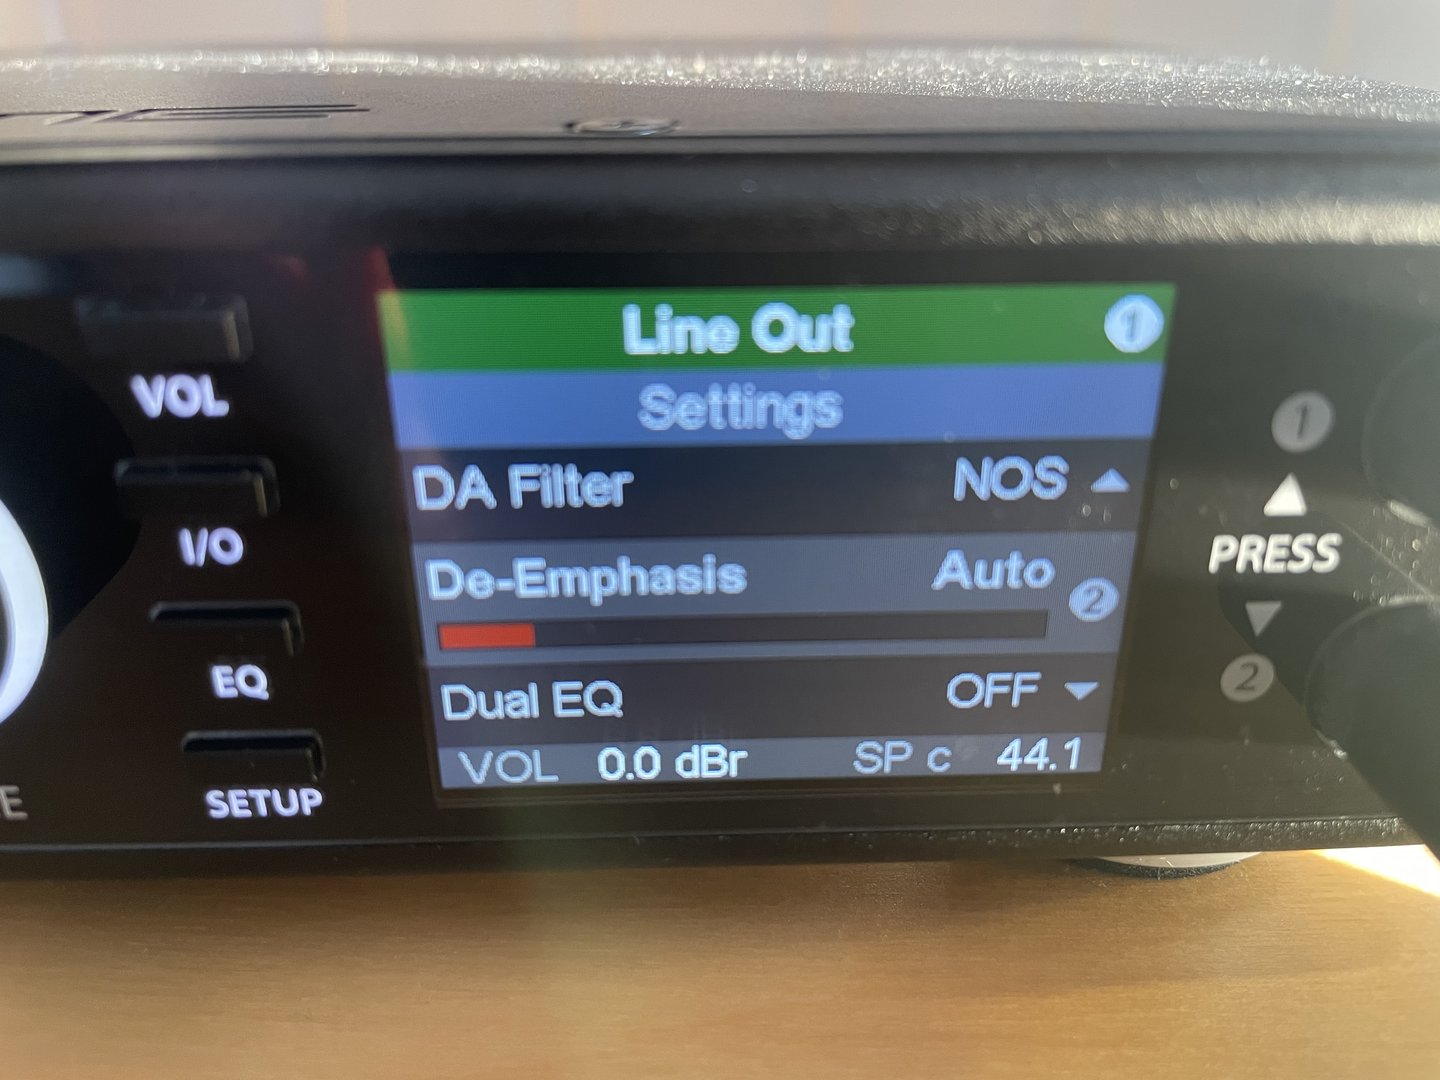 Line Out 1
Settings
DA Filter NOS
De-Emphasis Auto 2
Dual EQ OFF
VOL 0.0 dBr SP c 44.1
VOL
I/O
EQ
SETUP
1
PRESS
2